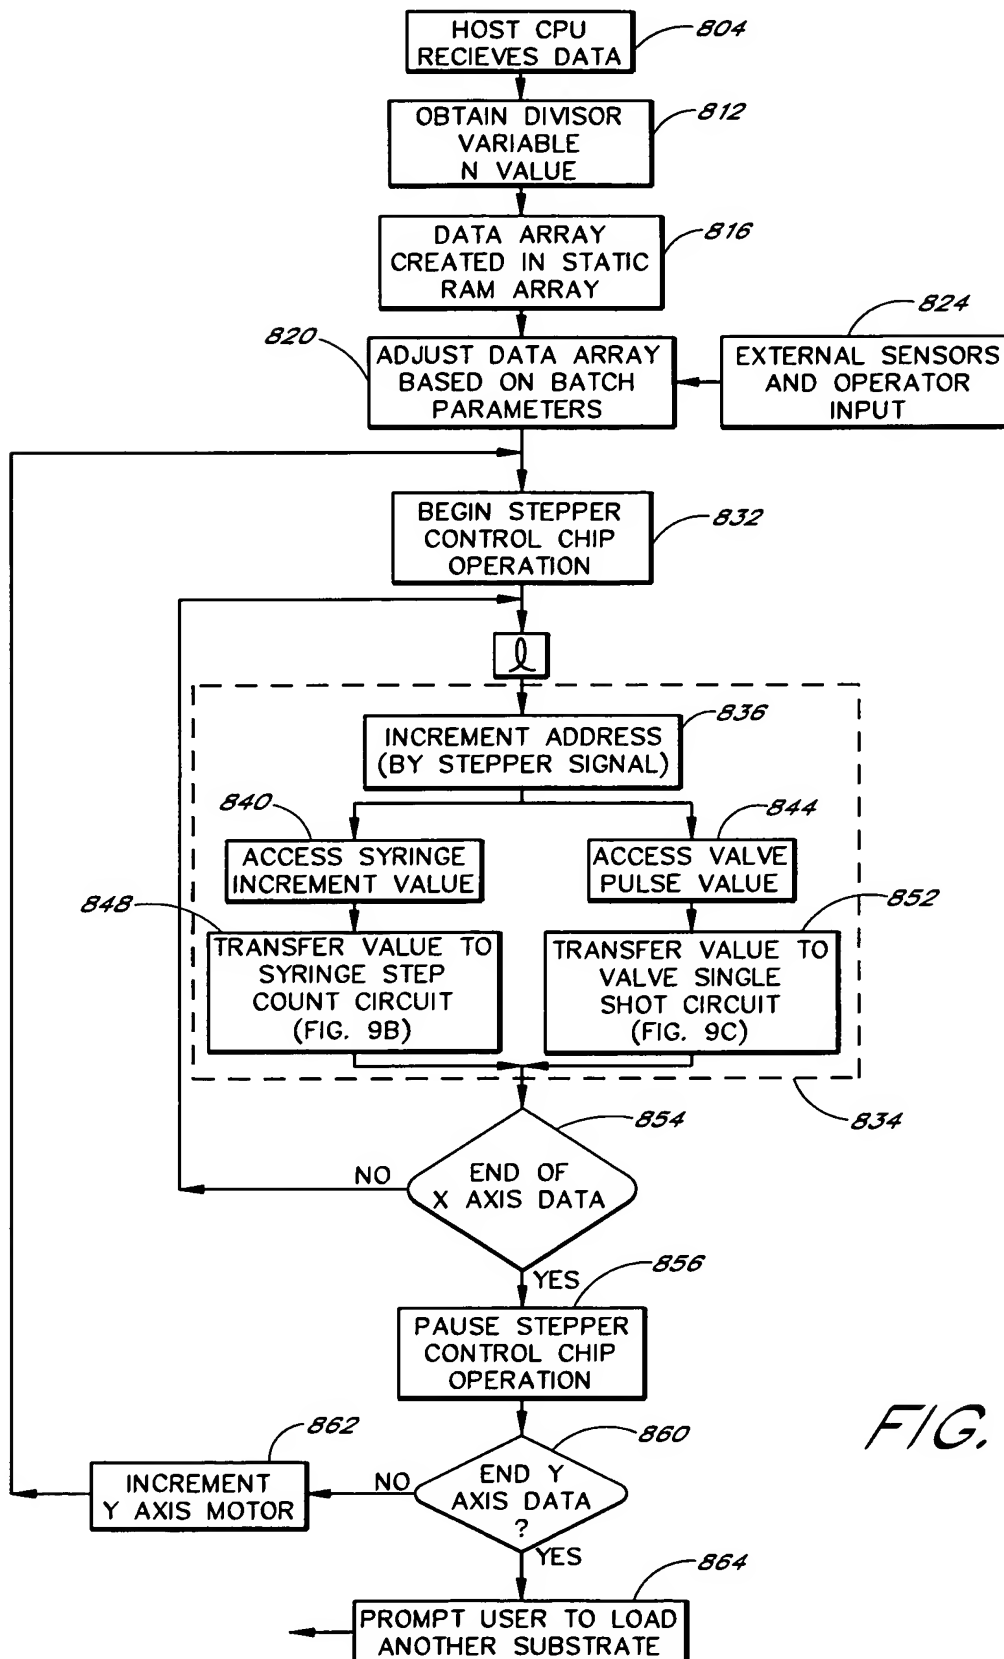 HOST CPU
RECIEVES DATA
804
OBTAIN DIVISOR
VARIABLE
N VALUE
812
DATA ARRAY
CREATED IN STATIC
RAM ARRAY
816
820
ADJUST DATA ARRAY
BASED ON BATCH
PARAMETERS
824
EXTERNAL SENSORS
AND OPERATOR
INPUT
BEGIN STEPPER
CONTROL CHIP
OPERATION
832
l
836
INCREMENT ADDRESS
(BY STEPPER SIGNAL)
840
ACCESS SYRINGE
INCREMENT VALUE
844
ACCESS VALVE
PULSE VALUE
848
TRANSFER VALUE TO
SYRINGE STEP
COUNT CIRCUIT
(FIG. 9B)
852
TRANSFER VALUE TO
VALVE SINGLE
SHOT CIRCUIT
(FIG. 9C)
834
854
END OF
X AXIS DATA
NO
YES
856
PAUSE STEPPER
CONTROL CHIP
OPERATION
860
END Y
AXIS DATA
?
NO
862
INCREMENT
Y AXIS MOTOR
YES
864
PROMPT USER TO LOAD
ANOTHER SUBSTRATE
FIG.